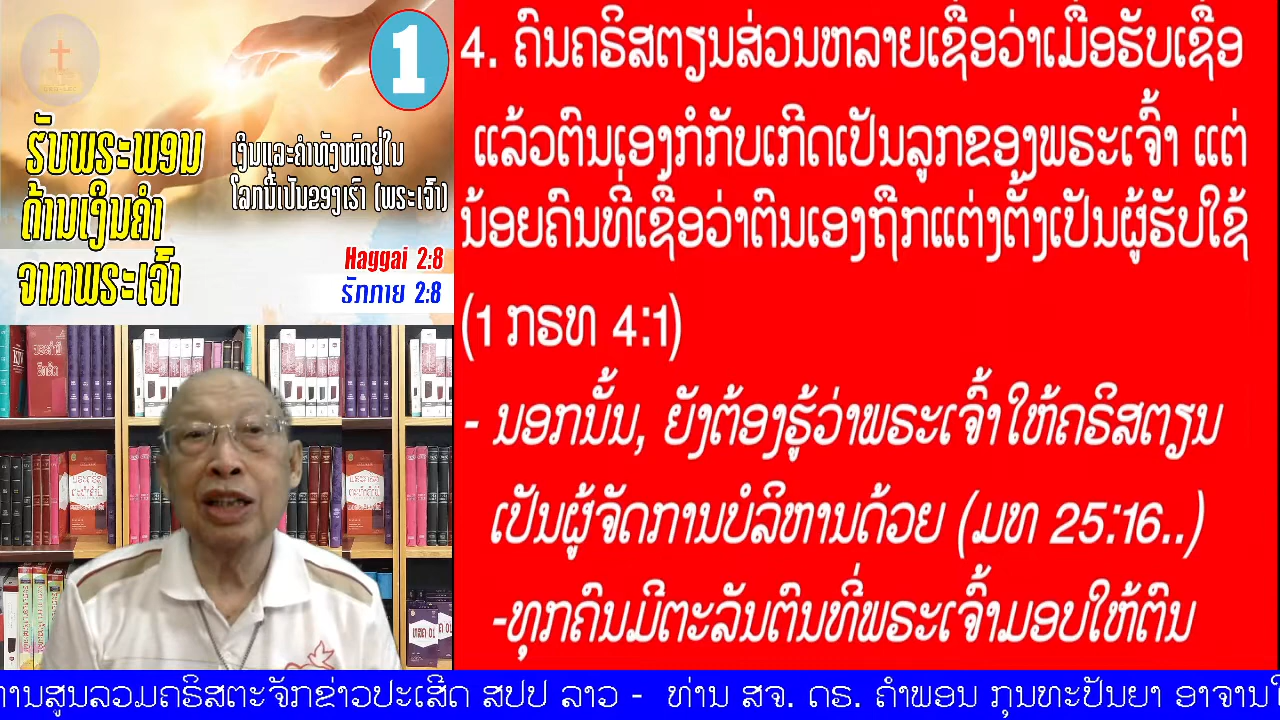 1
ຮັບພຣະພອນ
ດ້ານເງິນຄຳ
ຈາກພຣະເຈົ້າ
ເງິນແລະຄຳທັງໝົດຢູ່ໃນ
ໂລກນີ້ເປັນຂອງເຮົາ (ພຣະເຈົ້າ)
Haggai 2:8
ຮັກກາຍ 2:8
4. ຄົນຄຣິສຕຽນສ່ວນຫລາຍເຊື່ອວ່າເມື່ອຮັບເຊື່ອ
ແລ້ວຕົນເອງກໍກັບເກີດເປັນລູກຂອງພຣະເຈົ້າ ແຕ່
ນ້ອຍຄົນທີ່ເຊື່ອວ່າຕົນເອງຖືກແຕ່ງຕັ້ງເປັນຜູ້ຮັບໃຊ້
(1 ກຣທ 4:1)
- ນອກນັ້ນ, ຍັງຕ້ອງຮູ້ວ່າພຣະເຈົ້າໃຫ້ຄຣິສຕຽນ
ເປັນຜູ້ຈັດການບໍລິຫານດ້ວຍ (ມທ 25:16..)
-ທຸກຄົນມີຕະລັນຕົນທີ່ພຣະເຈົ້າມອບໃຫ້ຕົນ
ການສູນລວມຄຣິສຕະຈັກຂ່າວປະເສີດ ສປປ ລາວ - ທ່ານ ສຈ. ດຣ. ຄຳພອນ ກຸນທະປັນຍາ ອາຈານ